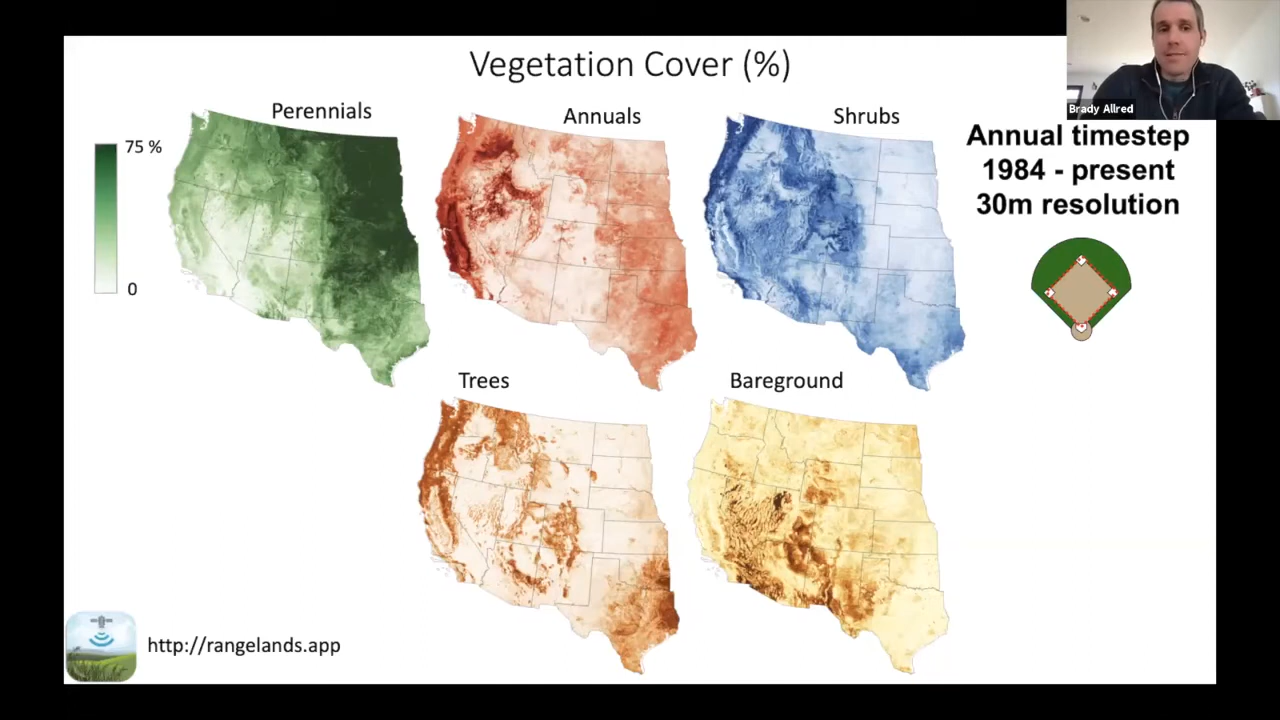 Vegetation Cover (%)
Brady Allred
Perennials
Annuals
Shrubs
Annual timestep
1984 - present
30m resolution
75 %
0
Trees
Bareground
http://rangelands.app